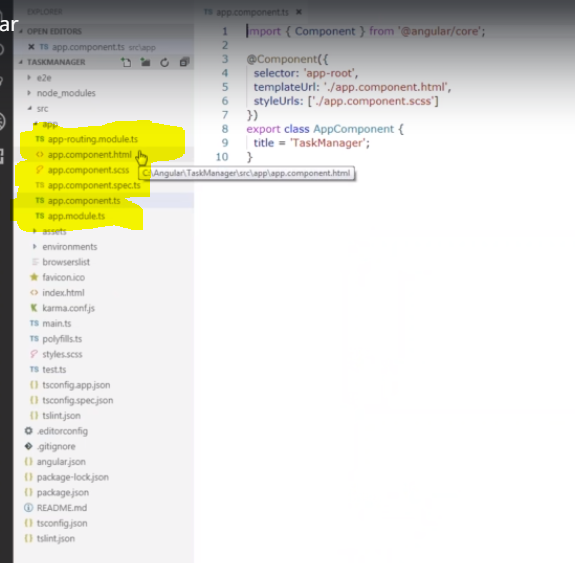 ar
EXPLORER
OPEN EDITORS
× TS app.component.ts src\app
TASKMANAGER
e2e
node_modules
src
app
TS app-routing.module.ts
<> app.component.html
app.component.scss
TS app.component.spec.ts
TS app.component.ts
TS app.module.ts
assets
environments
browserslist
favicon.ico
<> index.html
karma.conf.js
TS main.ts
TS polyfills.ts
styles.scss
TS test.ts
{} tsconfig.app.json
{} tsconfig.spec.json
{} tslint.json
.editorconfig
.gitignore
{} angular.json
{} package-lock.json
{} package.json
README.md
{} tsconfig.json
{} tslint.json
TS app.component.ts ×
1 import { Component } from '@angular/core';
2
3 @Component({
4 selector: 'app-root',
5 templateUrl: './app.component.html',
6 styleUrls: ['./app.component.scss']
7 })
8 export class AppComponent {
9 title = 'TaskManager';
10 }
C:\Angular\TaskManager\src\app\app.component.html